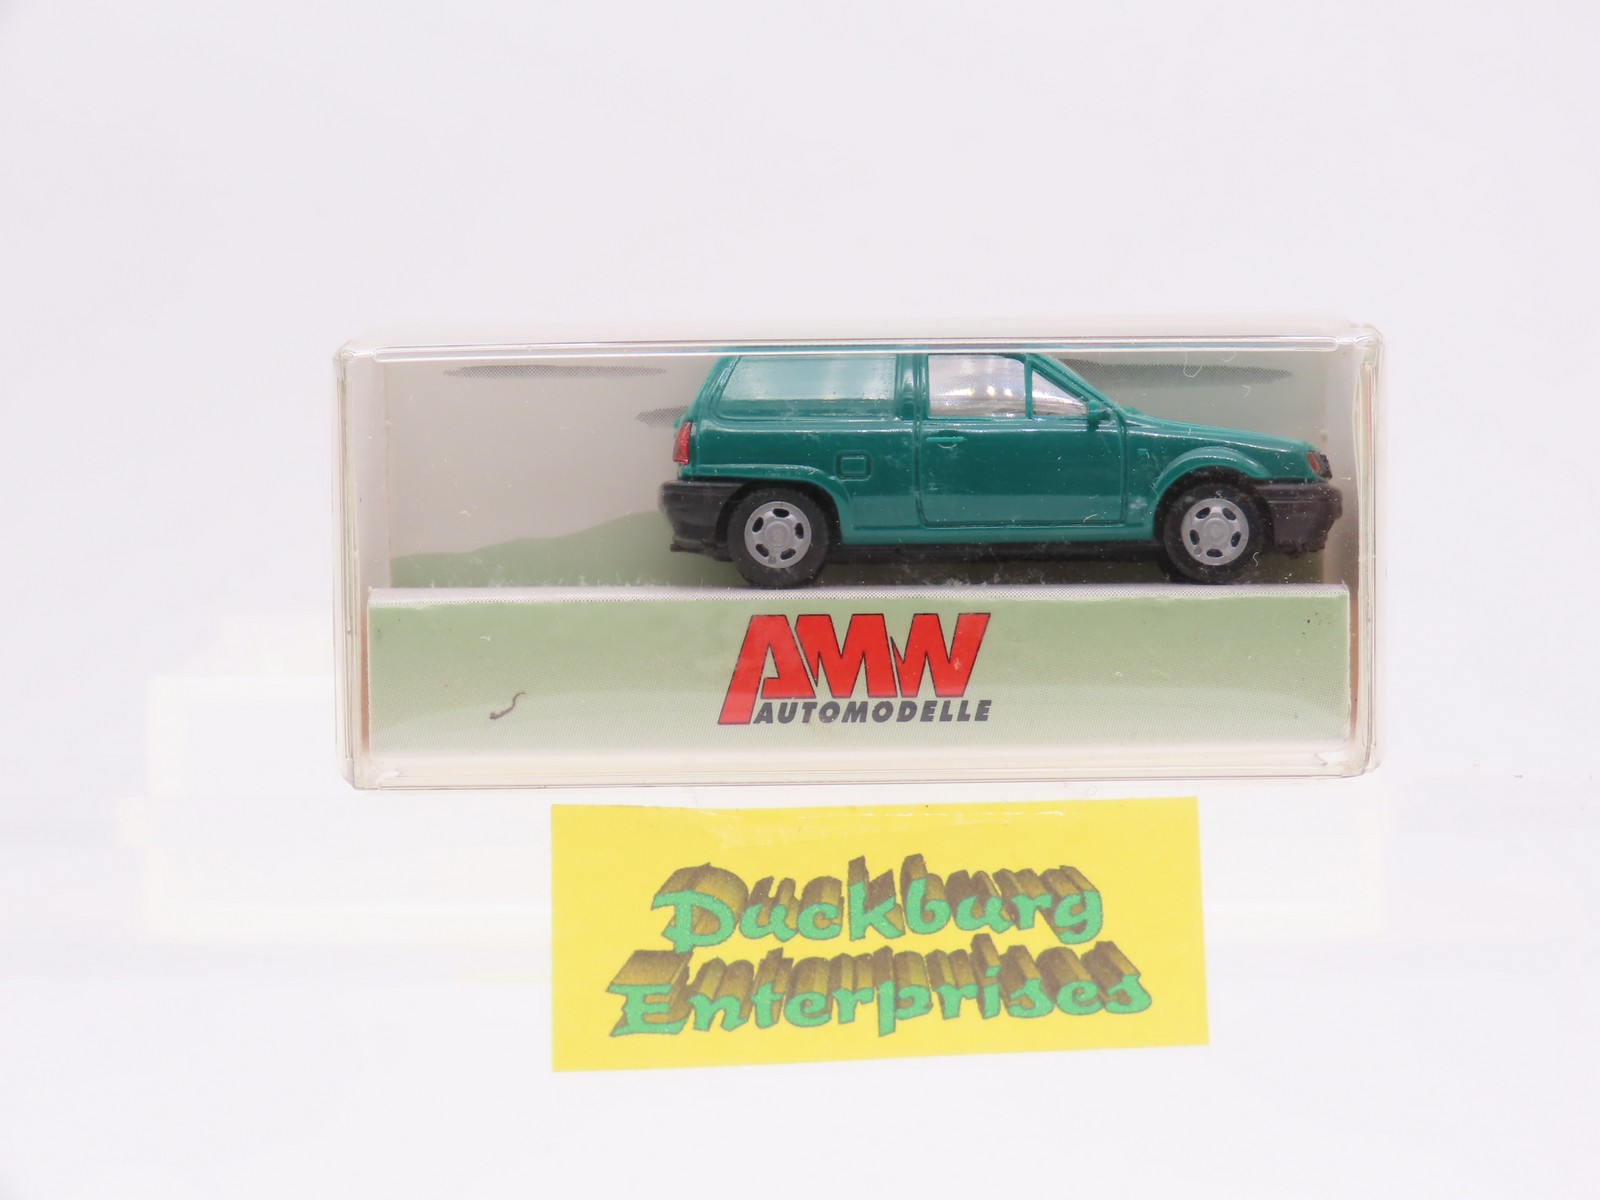 AMW
AUTOMODELLE
Duckburg
Enterprises